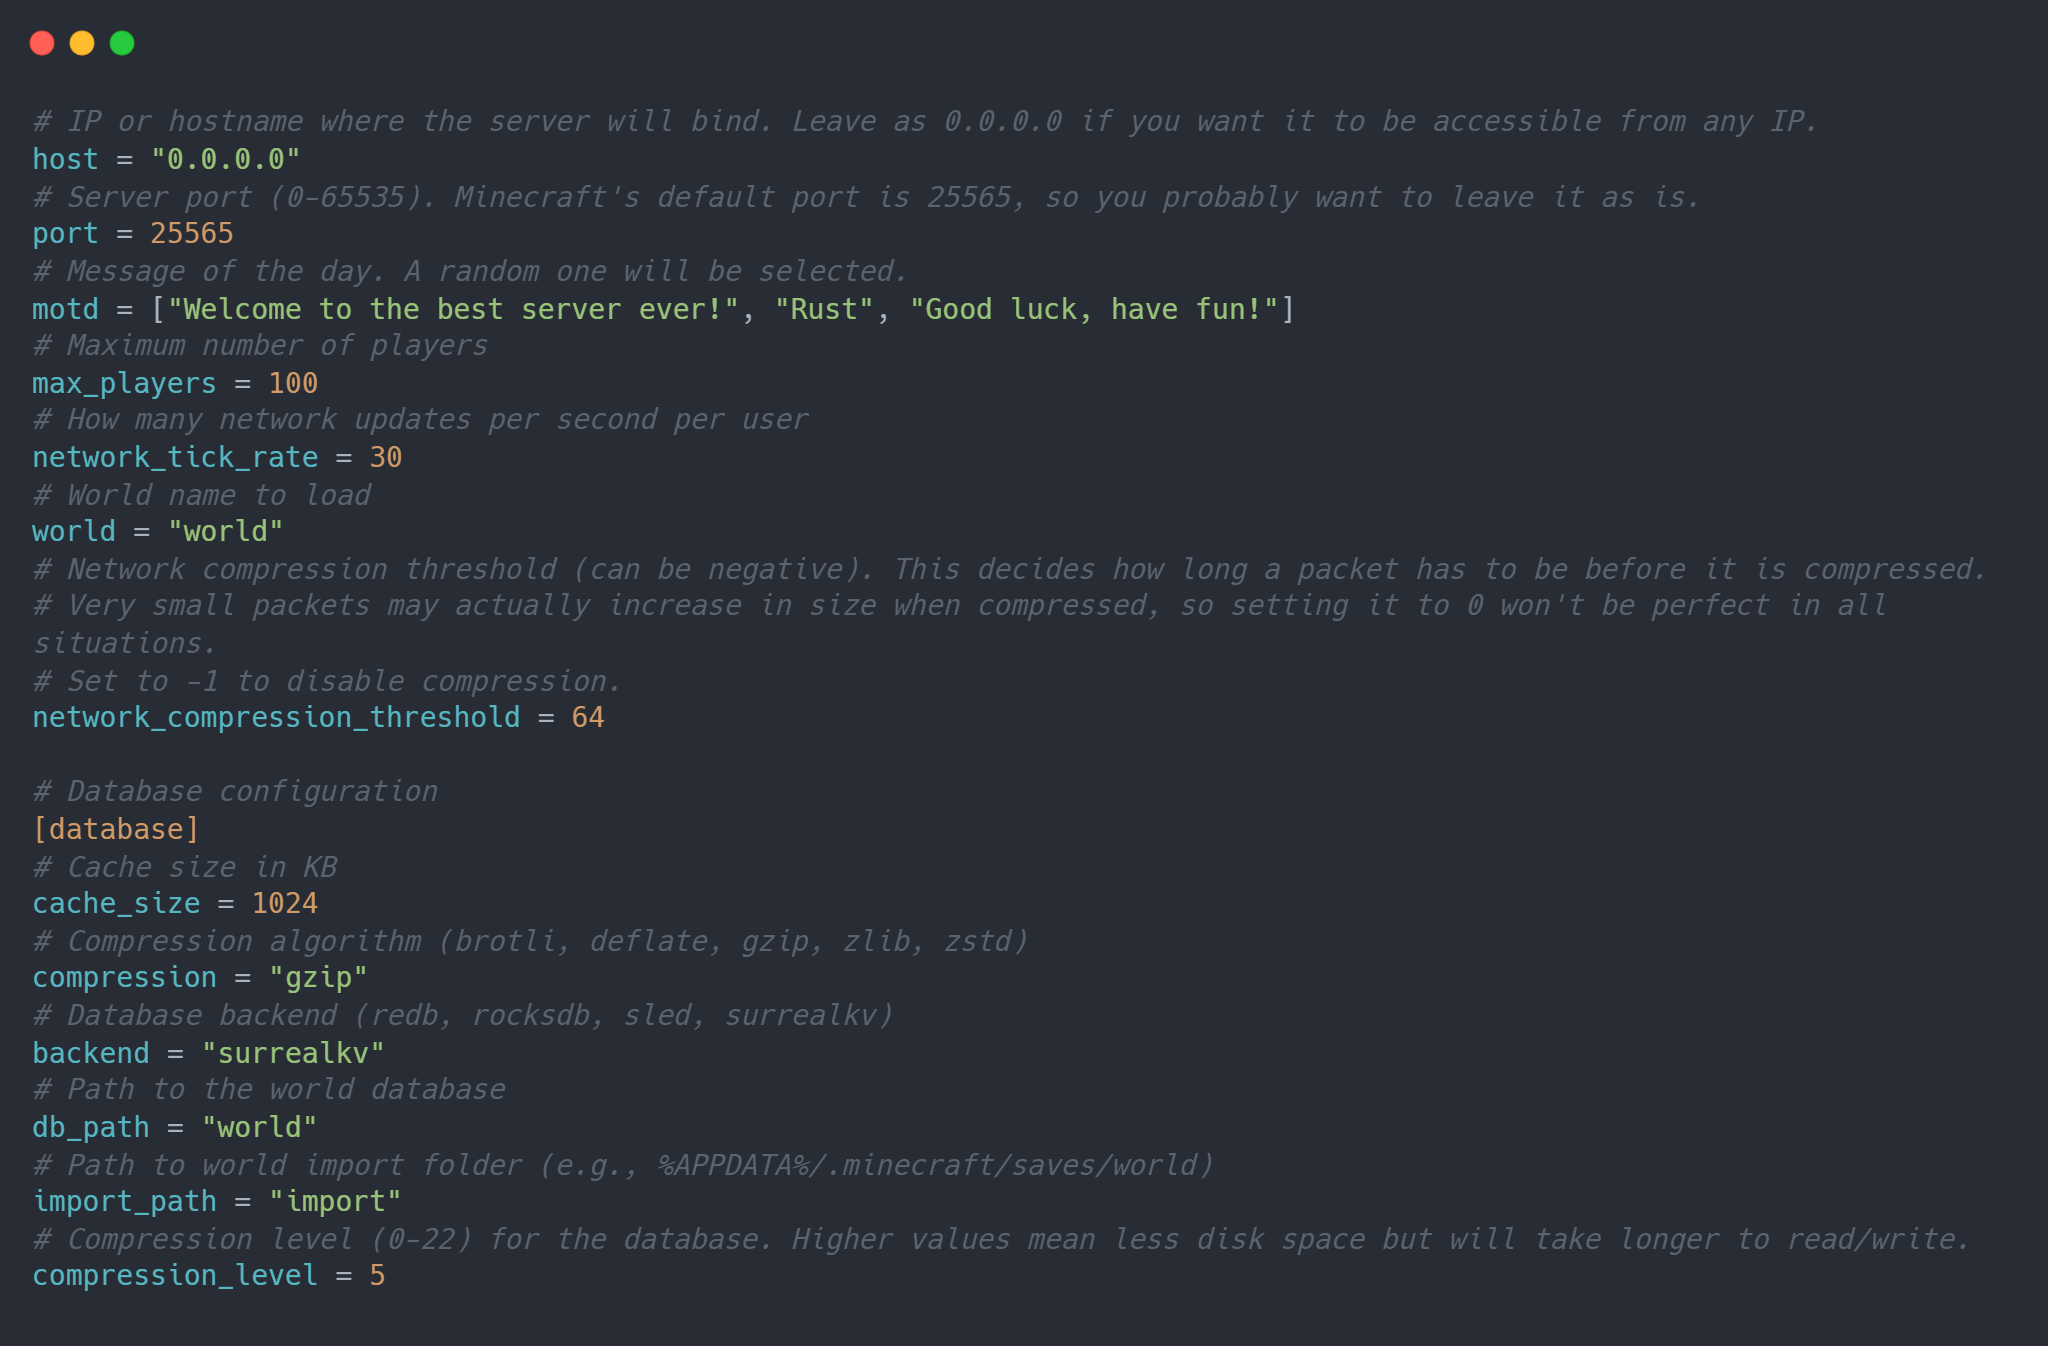 # IP or hostname where the server will bind. Leave as 0.0.0.0 if you want it to be accessible from any IP.
host = "0.0.0.0"
# Server port (0-65535). Minecraft's default port is 25565, so you probably want to leave it as is.
port = 25565
# Message of the day. A random one will be selected.
motd = ["Welcome to the best server ever!", "Rust", "Good luck, have fun!"]
# Maximum number of players
max_players = 100
# How many network updates per second per user
network_tick_rate = 30
# World name to load
world = "world"
# Network compression threshold (can be negative). This decides how long a packet has to be before it is compressed.
# Very small packets may actually increase in size when compressed, so setting it to 0 won't be perfect in all
situations.
# Set to -1 to disable compression.
network_compression_threshold = 64

# Database configuration
[database]
# Cache size in KB
cache_size = 1024
# Compression algorithm (brotli, deflate, gzip, zlib, zstd)
compression = "gzip"
# Database backend (redb, rocksdb, sled, surrealkv)
backend = "surrealkv"
# Path to the world database
db_path = "world"
# Path to world import folder (e.g., %APPDATA%/.minecraft/saves/world)
import_path = "import"
# Compression level (0-22) for the database. Higher values mean less disk space but will take longer to read/write.
compression_level = 5